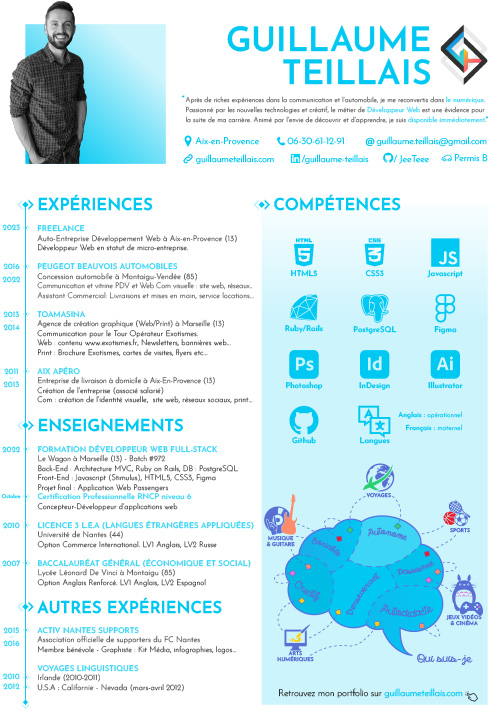 GUILLAUME
TEILLAIS
"Après de riches expériences dans la communication et l'automobile, je me reconvertis dans le numérique.
Passionné par les nouvelles technologies et créatif, le métier de Développeur Web est une évidence pour
la suite de ma carrière. Animé par l'envie de découvrir et d'apprendre, je suis disponible immédiatement."
Aix-en-Provence 06-30-61-12-91 guillaume.teillais@gmail.com
guillaumeteillais.com /guillaume-teillais / JeeTeee Permis B
EXPÉRIENCES
2023 FREELANCE
Auto-Entreprise Développement Web à Aix-en-Provence (13)
Développeur Web en statut de micro-entreprise.
2016 PEUGEOT BEAUVOIS AUTOMOBILES
2022 Concession automobile à Montaigu-Vendée (85)
Communication et vitrine PDV et Web Com visuelle : site web, réseaux..
Assistant Commercial: Livraisons et mises en main, service locations...
2013 TOAMASINA
2014 Agence de création graphique (Web/Print) à Marseille (13)
Communication pour le Tour Opérateur Exotismes.
Web : contenu www.exotismes.fr, Newsletters, bannières web..
Print : Brochure Exotismes, cartes de visites, flyers etc...
2011 AIX APÉRO
2013 Entreprise de livraison à domicile à Aix-En-Provence (13)
Création de l'entreprise (associé salarié)
Com : création de l'identité visuelle, site web, réseaux sociaux, print...
ENSEIGNEMENTS
2022 FORMATION DÉVELOPPEUR WEB FULL-STACK
Le Wagon à Marseille (13) - Batch #972
Back-End : Architecture MVC, Ruby on Rails, DB : PostgreSQL
Front-End : Javascript (Stimulus), HTML5, CSS3, Figma
Projet final : Application Web Passengers
Octobre Certification Professionnelle RNCP niveau 6
Concepteur-Développeur d'applications web
2010 LICENCE 3 L.E.A (LANGUES ÉTRANGÈRES APPLIQUÉES)
Université de Nantes (44)
Option Commerce International. LV1 Anglais, LV2 Russe
2007 BACCALAURÉAT GÉNÉRAL (ÉCONOMIQUE ET SOCIAL)
Lycée Léonard De Vinci à Montaigu (85)
Option Anglais Renforcé. LV1 Anglais, LV2 Espagnol
AUTRES EXPÉRIENCES
2015 ACTIV NANTES SUPPORTS
2016 Association officielle de supporters du FC Nantes
Membre bénévole - Graphiste : Kit Média, infographies, logos...
VOYAGES LINGUISTIQUES
2010 Irlande (2010-2011)
2012 U.S.A : Californie - Nevada (mars-avril 2012)
COMPÉTENCES
HTML CSS JS
HTML5 CSS3 Javascript
Ruby/Rails PostgreSQL Figma
Ps Id Ai
Photoshop InDesign Illustrator
Anglais : opérationnel
Français : maternel
Github Langues
VOYAGES
MUSIQUE
& GUITARE
SPORTS
Autonome
Créatif
Passionné
Bienveillant
Autodidacte
JEUX VIDÉOS
& CINÉMA
ARTS
NUMÉRIQUES
Qui suis-je
Retrouvez mon portfolio sur guillaumeteillais.com